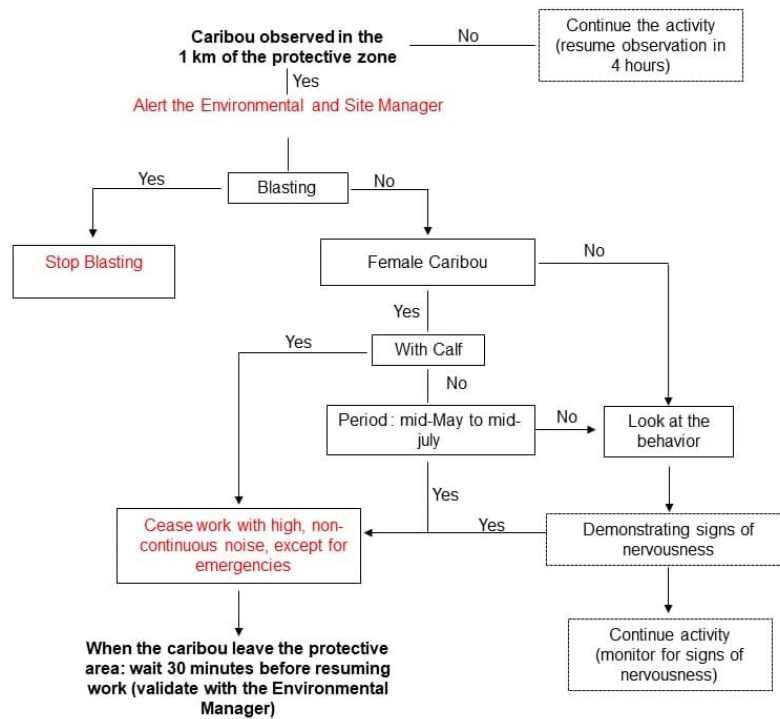 Caribou observed in the
1 km of the protective zone
No
Continue the activity
(resume observation in
4 hours)
Yes
Alert the Environmental and Site Manager
Yes
Blasting
No
Stop Blasting
Female Caribou
No
Yes
Yes
With Calf
No
Period : mid-May to mid-
july
No
Look at the
behavior
Yes
Cease work with high, non-
continuous noise, except for
emergencies
Yes
Demonstrating signs of
nervousness
When the caribou leave the protective
area: wait 30 minutes before resuming
work (validate with the Environmental
Manager)
Continue activity
(monitor for signs of
nervousness)